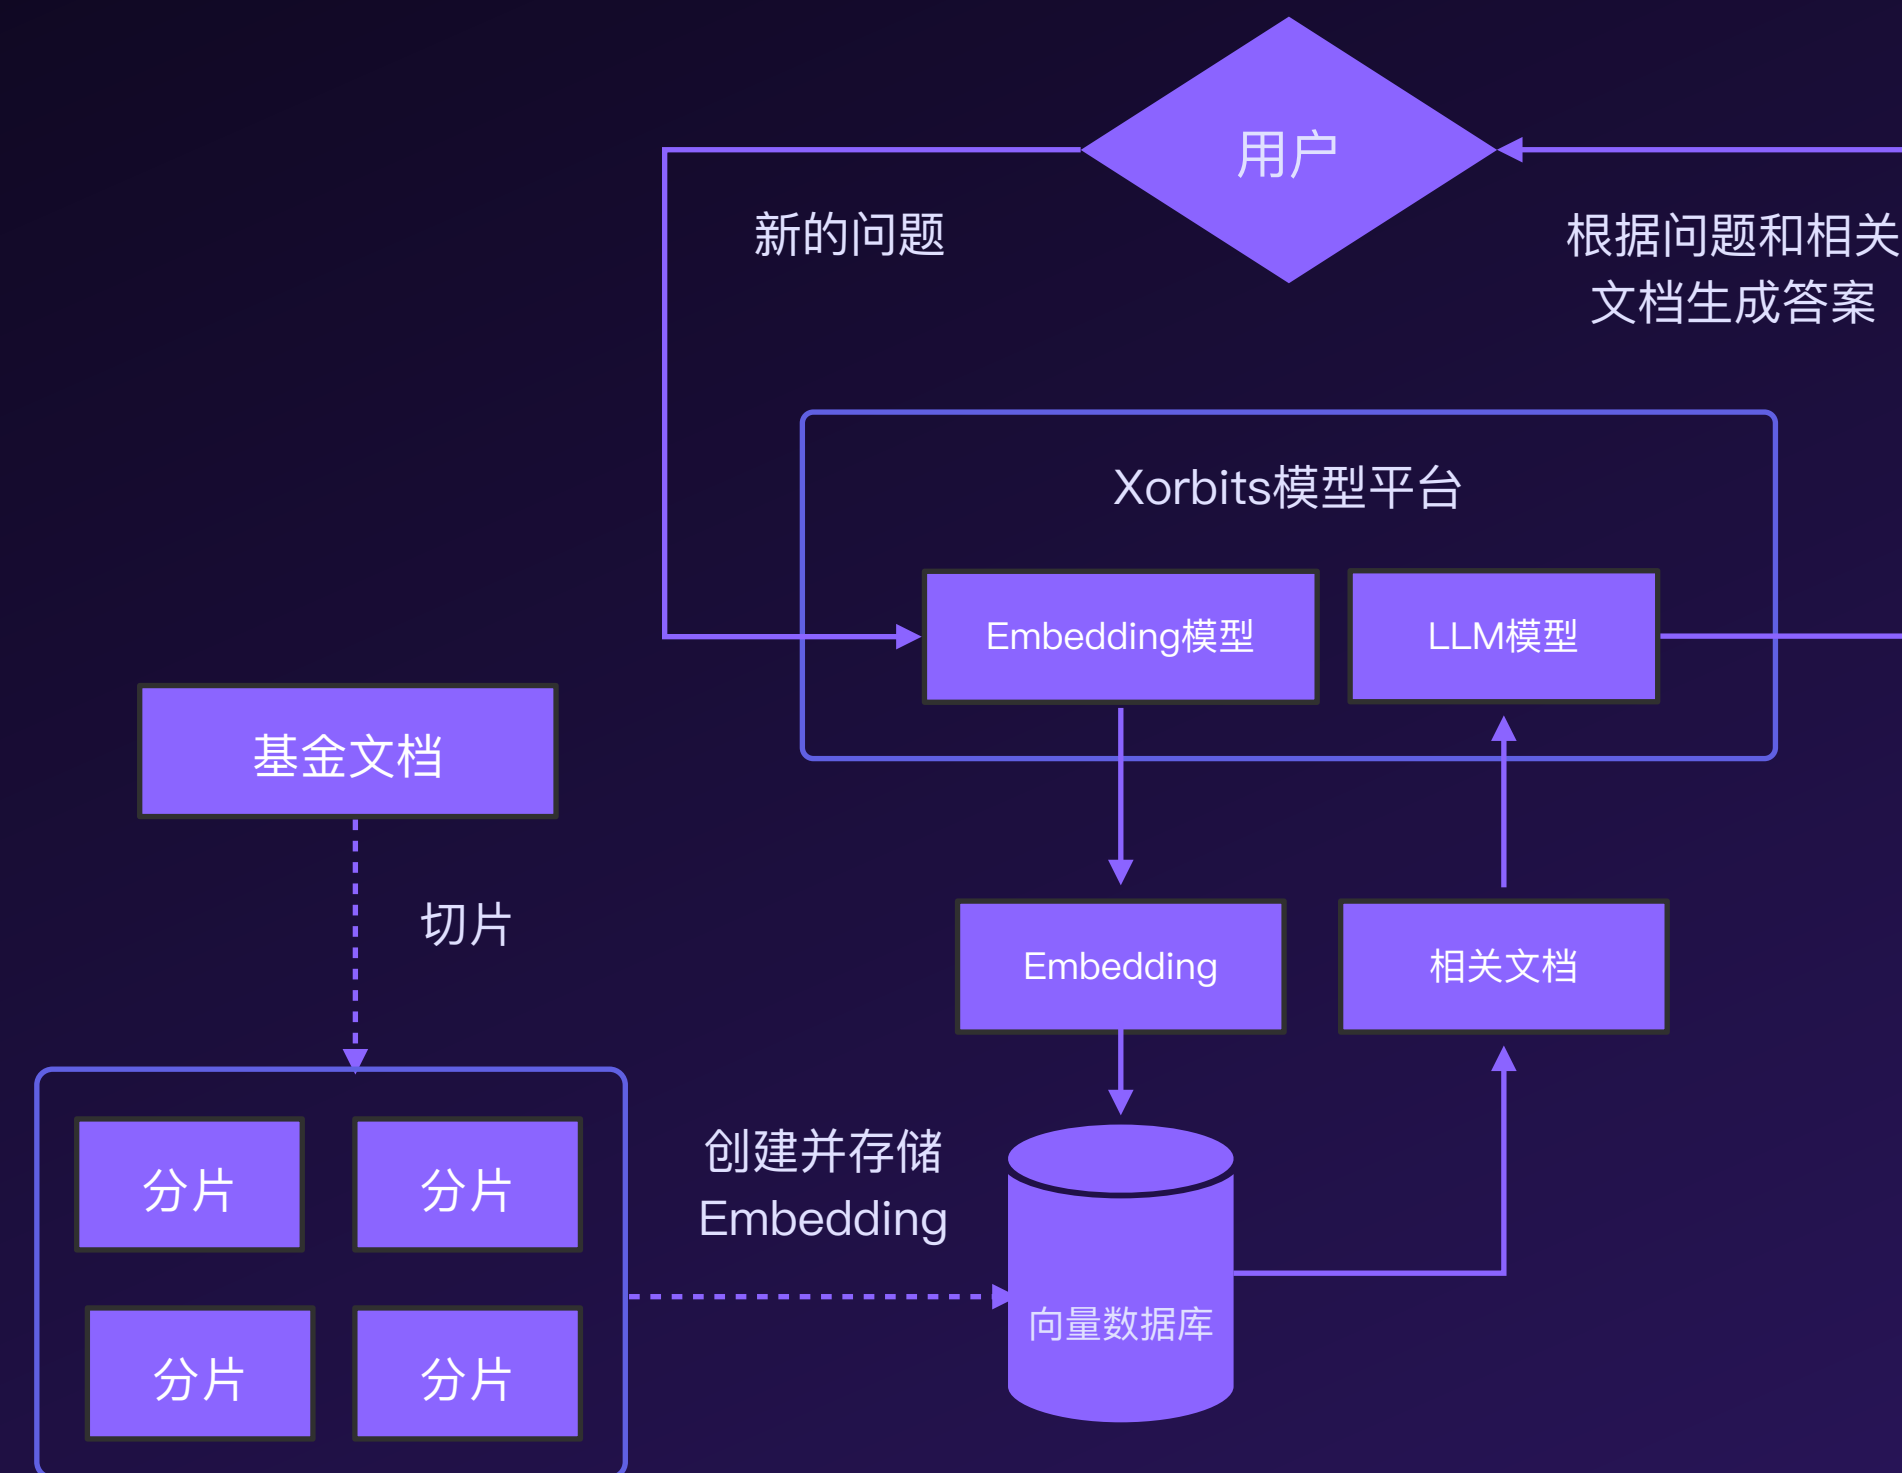 用户
新的问题
根据问题和相关
文档生成答案
Xorbits模型平台
Embedding模型
LLM模型
基金文档
切片
Embedding
相关文档
分片
分片
创建并存储
Embedding
向量数据库
分片
分片